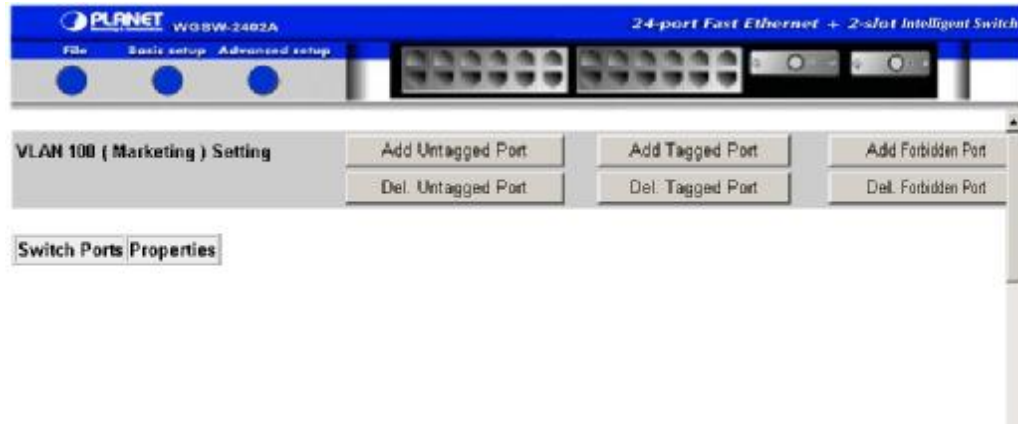 PLANET WGSW-2402A
24-port Fast Ethernet + 2-slot Intelligent Switch
File Basic setup Advanced setup
VLAN 100 ( Marketing ) Setting
Add Untagged Port Add Tagged Port Add Forbidden Port
Del. Untagged Port Del. Tagged Port Dell. Forbidden Port
Switch Ports Properties